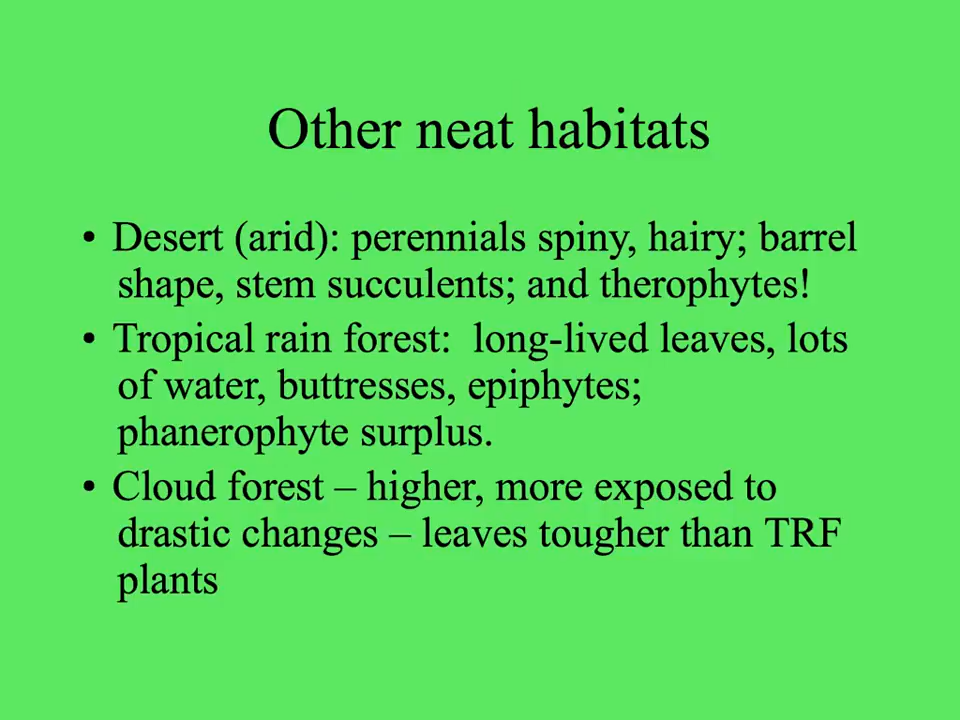 Other neat habitats
• Desert (arid): perennials spiny, hairy; barrel
shape, stem succulents; and therophytes!
• Tropical rain forest:  long-lived leaves, lots
of water, buttresses, epiphytes;
phanerophyte surplus.
• Cloud forest – higher, more exposed to
drastic changes – leaves tougher than TRF
plants